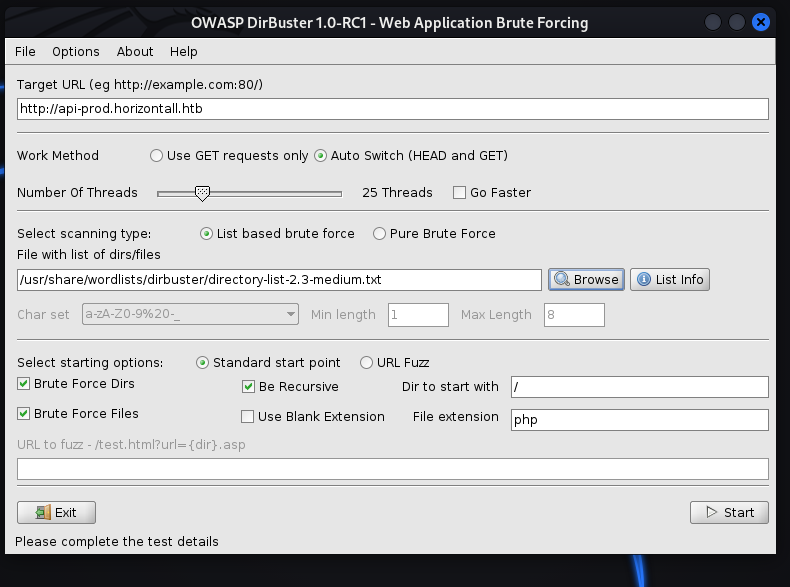 OWASP DirBuster 1.0-RC1 - Web Application Brute Forcing
File Options About Help
Target URL (eg http://example.com:80/)
http://api-prod.horizontall.htb
Work Method Use GET requests only Auto Switch (HEAD and GET)
Number Of Threads 25 Threads Go Faster
Select scanning type: List based brute force Pure Brute Force
File with list of dirs/files
/usr/share/wordlists/dirbuster/directory-list-2.3-medium.txt Browse List Info
Char set a-zA-Z0-9%20-_ Min length 1 Max Length 8
Select starting options: Standard start point URL Fuzz
Brute Force Dirs Be Recursive Dir to start with /
Brute Force Files Use Blank Extension File extension php
URL to fuzz - /test.html?url={dir}.asp
Exit Start
Please complete the test details